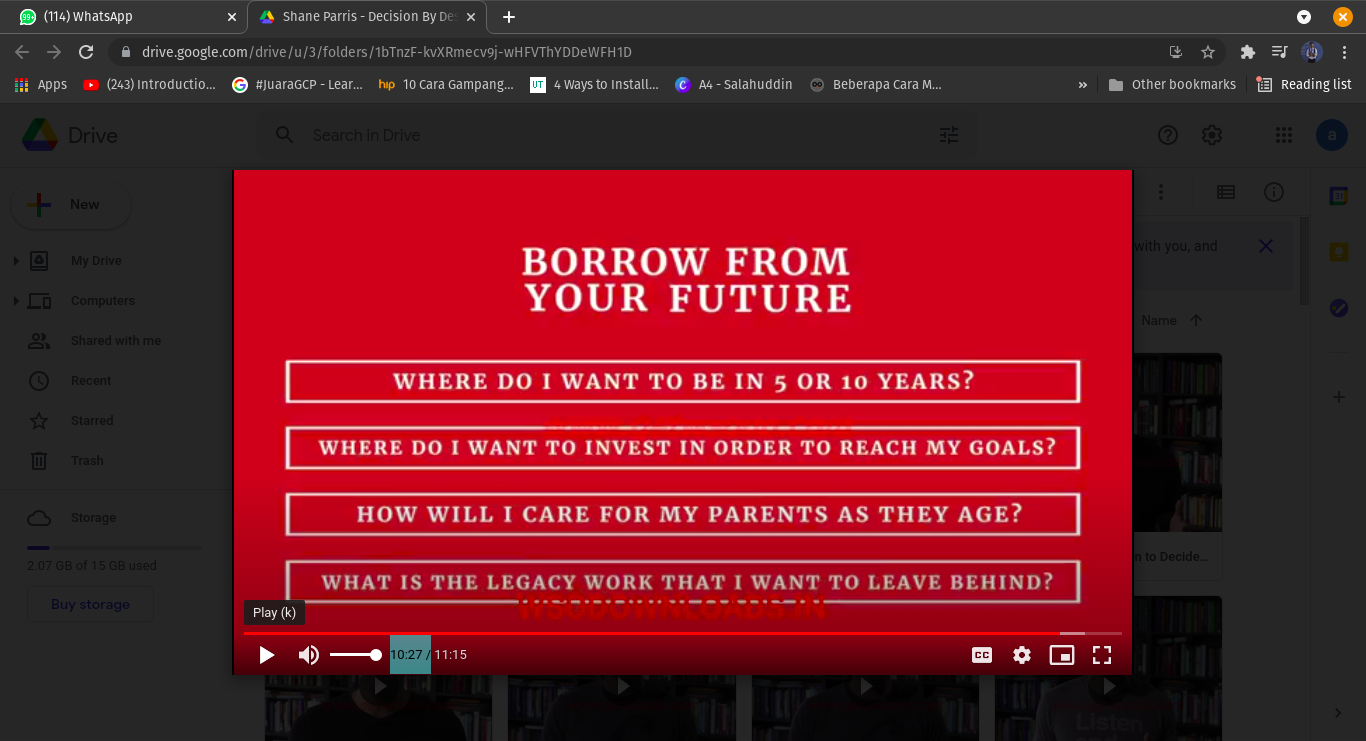 (114) WhatsApp
Shane Parris - Decision By Des
drive.google.com/drive/u/3/folders/1bTnzF-kvXRmecv9j-wHFVThYDDeWFH1D
Apps
(243) Introductio...
#JuaraGCP - Lear...
hip
10 Cara Gampang...
UT
4 Ways to Install...
A4 - Salahuddin
Beberapa Cara M...
»
Other bookmarks
Reading list
Drive
Search in Drive
a
New
My Drive
Computers
Shared with me
Recent
Starred
Trash
Storage
2.07 GB of 15 GB used
Buy storage
with you, and
Name
n to Decide...
BORROW FROM
YOUR FUTURE
WHERE DO I WANT TO BE IN 5 OR 10 YEARS?
WHERE DO I WANT TO INVEST IN ORDER TO REACH MY GOALS?
HOW WILL I CARE FOR MY PARENTS AS THEY AGE?
WHAT IS THE LEGACY WORK THAT I WANT TO LEAVE BEHIND?
WSODOWNLOADS.IN
Play (k)
10:27 / 11:15
CC
Listen